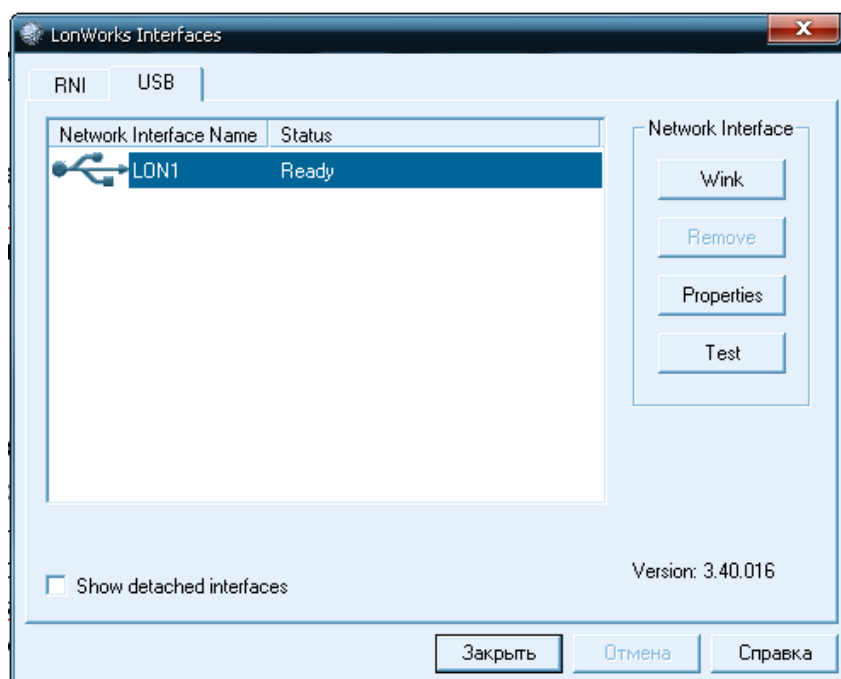 LonWorks Interfaces
RNI
USB
Network Interface Name Status
LON1 Ready
Network Interface
Wink
Remove
Properties
Test
Show detached interfaces
Version: 3.40.016
Закрыть Отмена Справка